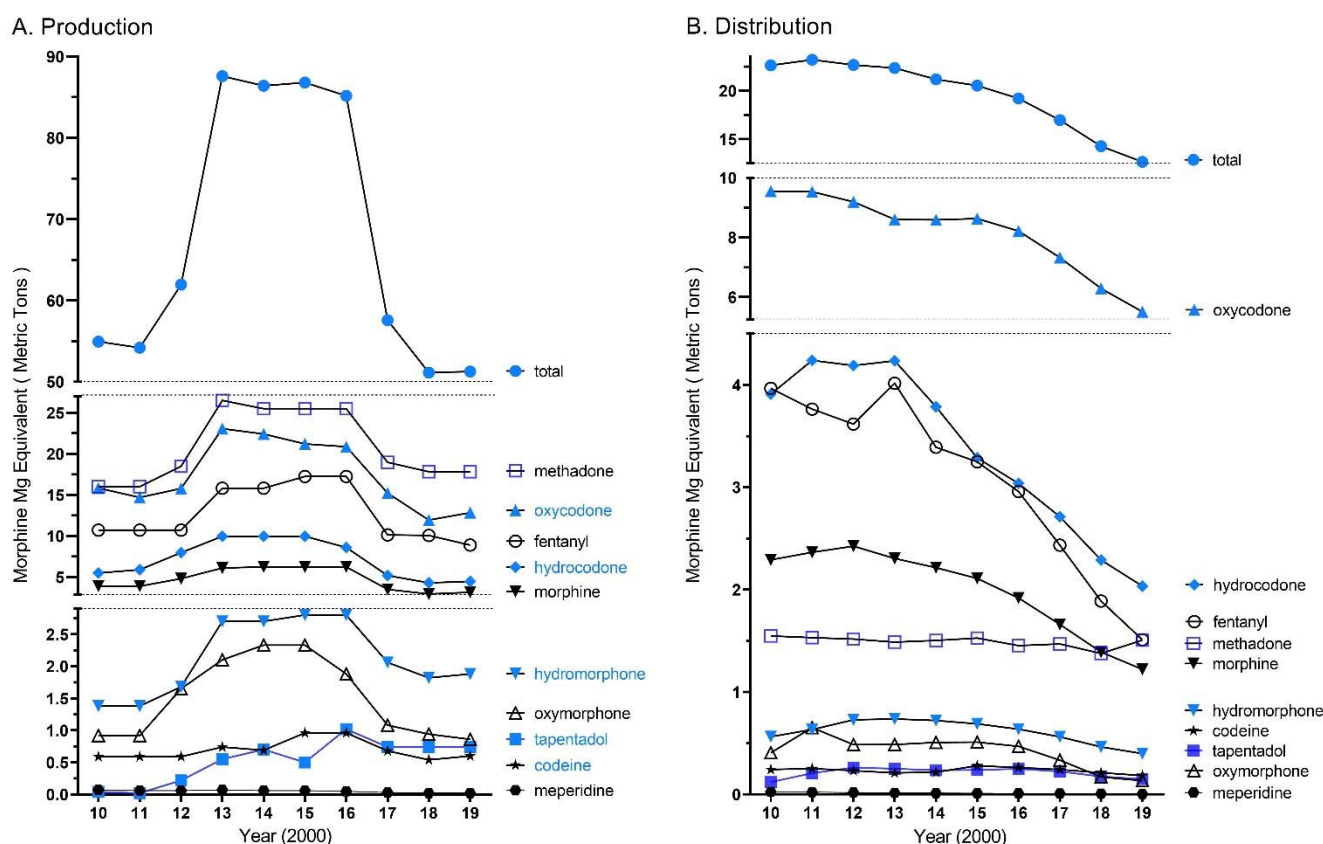 A. Production
Morphine Mg Equivalent ( Metric Tons )
90
80
70
60
50
25
20
15
10
5
2.5
2.0
1.5
1.0
0.5
0.0
total
methadone
oxycodone
fentanyl
hydrocodone
morphine
hydromorphone
oxymorphone
tapentadol
codeine
meperidine
10 11 12 13 14 15 16 17 18 19
Year (2000)
B. Distribution
Morphine Mg Equivalent ( Metric Tons )
20
15
10
8
6
4
3
2
1
0
total
oxycodone
hydrocodone
fentanyl
methadone
morphine
hydromorphone
codeine
tapentadol
oxymorphone
meperidine
10 11 12 13 14 15 16 17 18 19
Year (2000)